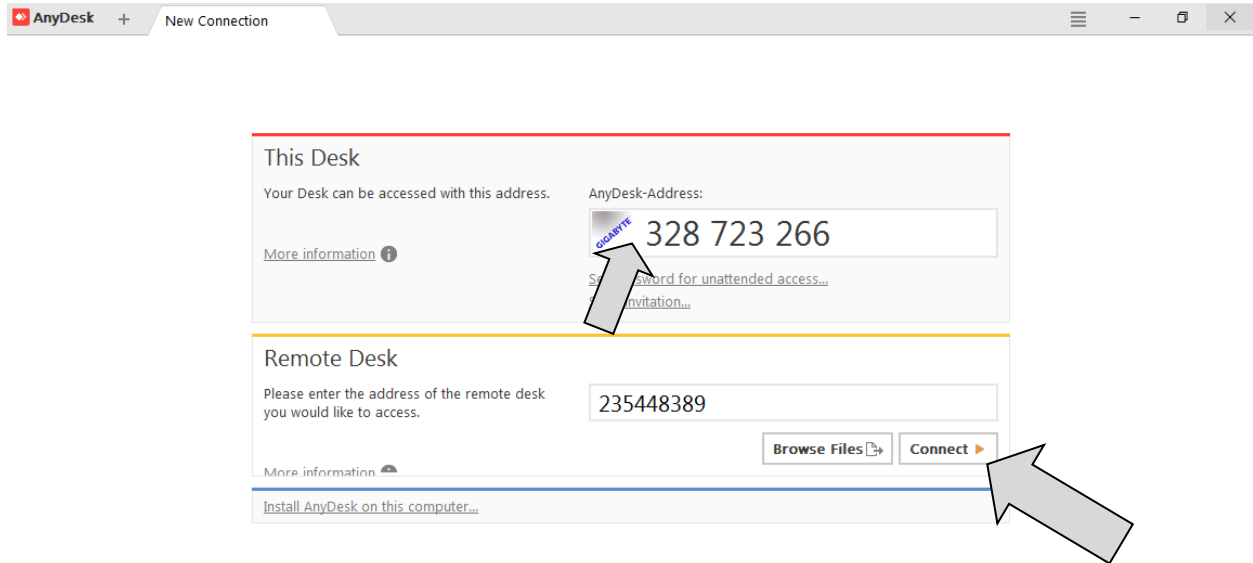 AnyDesk + New Connection
This Desk
Your Desk can be accessed with this address.
AnyDesk-Address:
GIGABYTE
328 723 266
More information
for unattended access...
Remote Desk
Please enter the address of the remote desk
you would like to access.
235448389
Browse Files
Connect
More information
Install AnyDesk on this computer...